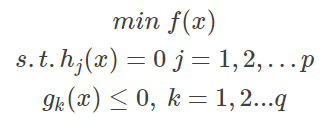 min f(x)
s.t. h_j(x) = 0 j = 1, 2, … p
g_k(x) ≤ 0, k = 1, 2...q